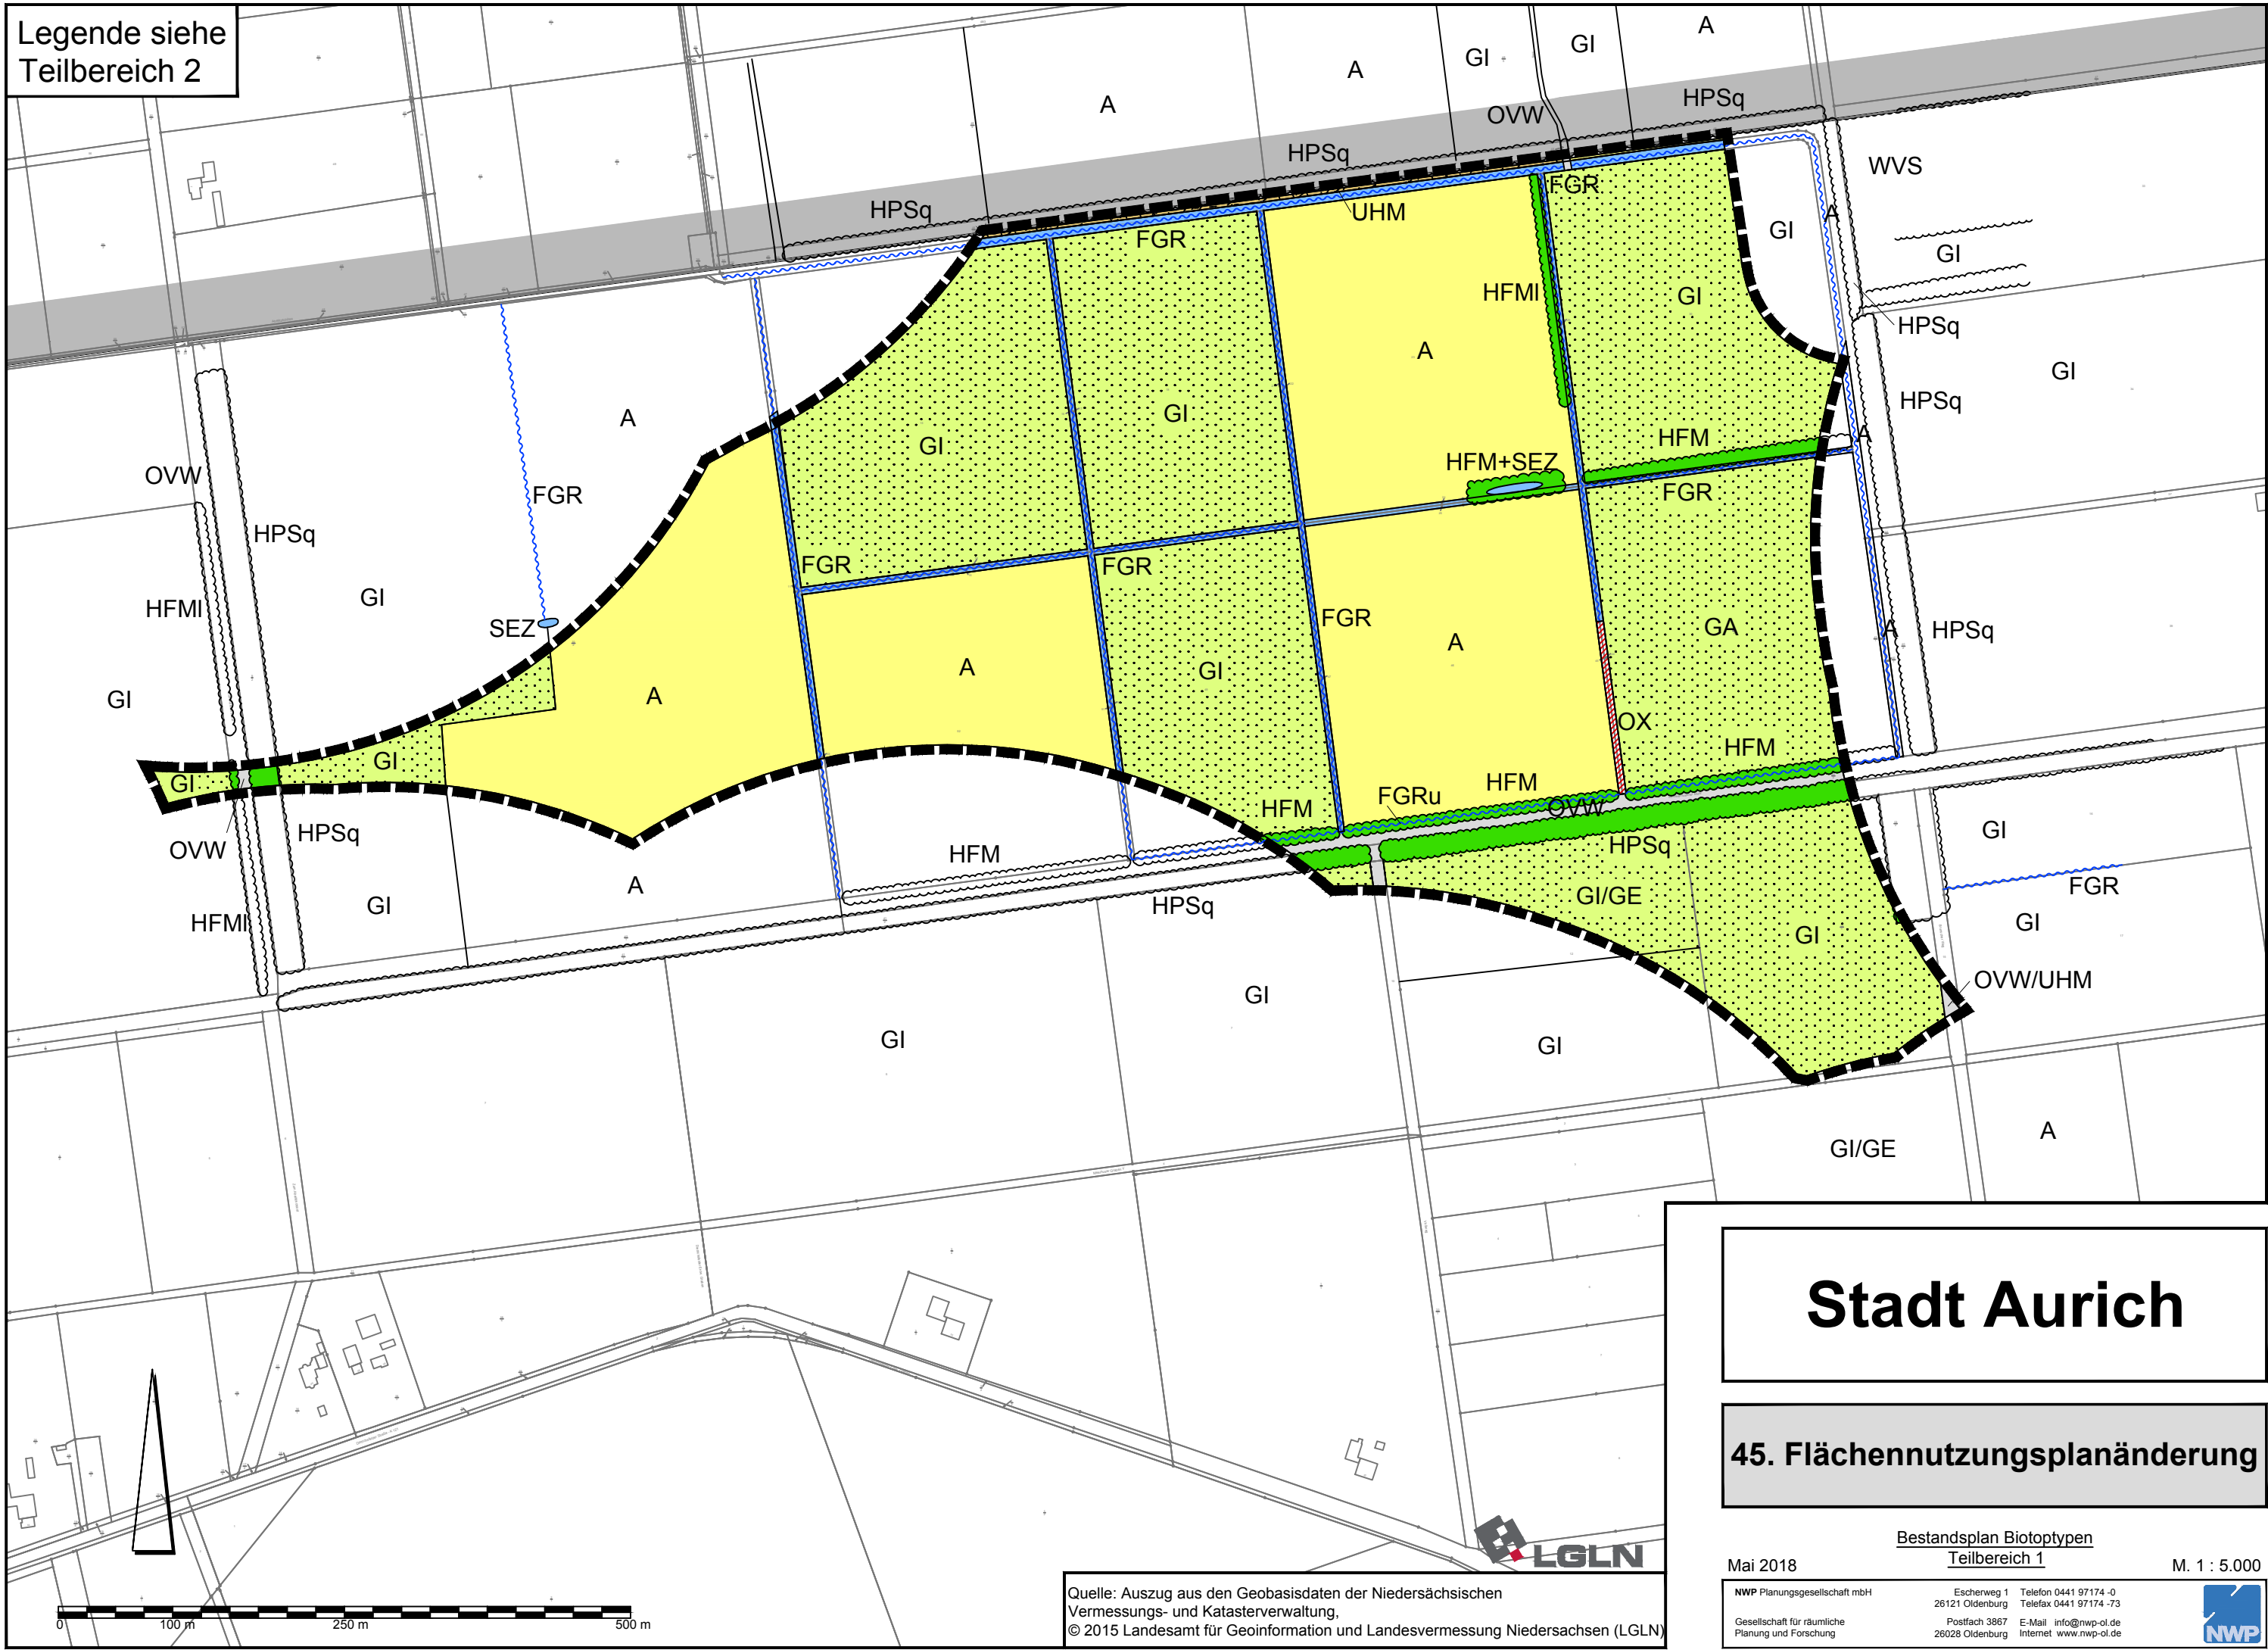 Legende siehe
Teilbereich 2
A
GI
GI
A
A
HPSq
OVW
HPSq
WVS
HPSq
FGR
UHM
FGR
A
GI
GI
HFMl
GI
HPSq
A
GI
HPSq
A
GI
GI
HFM
A
HFM+SEZ
OVW
FGR
FGR
HPSq
FGR
FGR
GI
HFMl
SEZ
FGR
GA
A
HPSq
A
A
GI
A
GI
OX
HFM
GI
GI
HFM
FGRu
HFM
OVW
OVW
HPSq
HFM
HPSq
GI
GI
A
HPSq
GI/GE
FGR
HFMl
GI
GI
OVW/UHM
GI
GI
GI
GI/GE
A
Stadt Aurich
45. Flächennutzungsplanänderung
Bestandsplan Biotoptypen
Teilbereich 1
Mai 2018
M. 1 : 5.000
NWP Planungsgesellschaft mbH
Escherweg 1 Telefon 0441 97174 -0
26121 Oldenburg Telefax 0441 97174 -73
Gesellschaft für räumliche
Planung und Forschung
Postfach 3867 E-Mail info@nwp-ol.de
26028 Oldenburg Internet www.nwp-ol.de
NWP
LGLN
Quelle: Auszug aus den Geobasisdaten der Niedersächsischen
Vermessungs- und Katasterverwaltung,
© 2015 Landesamt für Geoinformation und Landesvermessung Niedersachsen (LGLN)
0 100 m 250 m 500 m